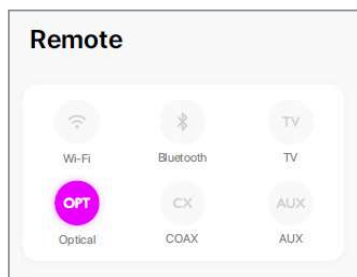 Remote
TV
Wi-Fi Bluetooth TV
OPT CX AUX
Optical COAX AUX